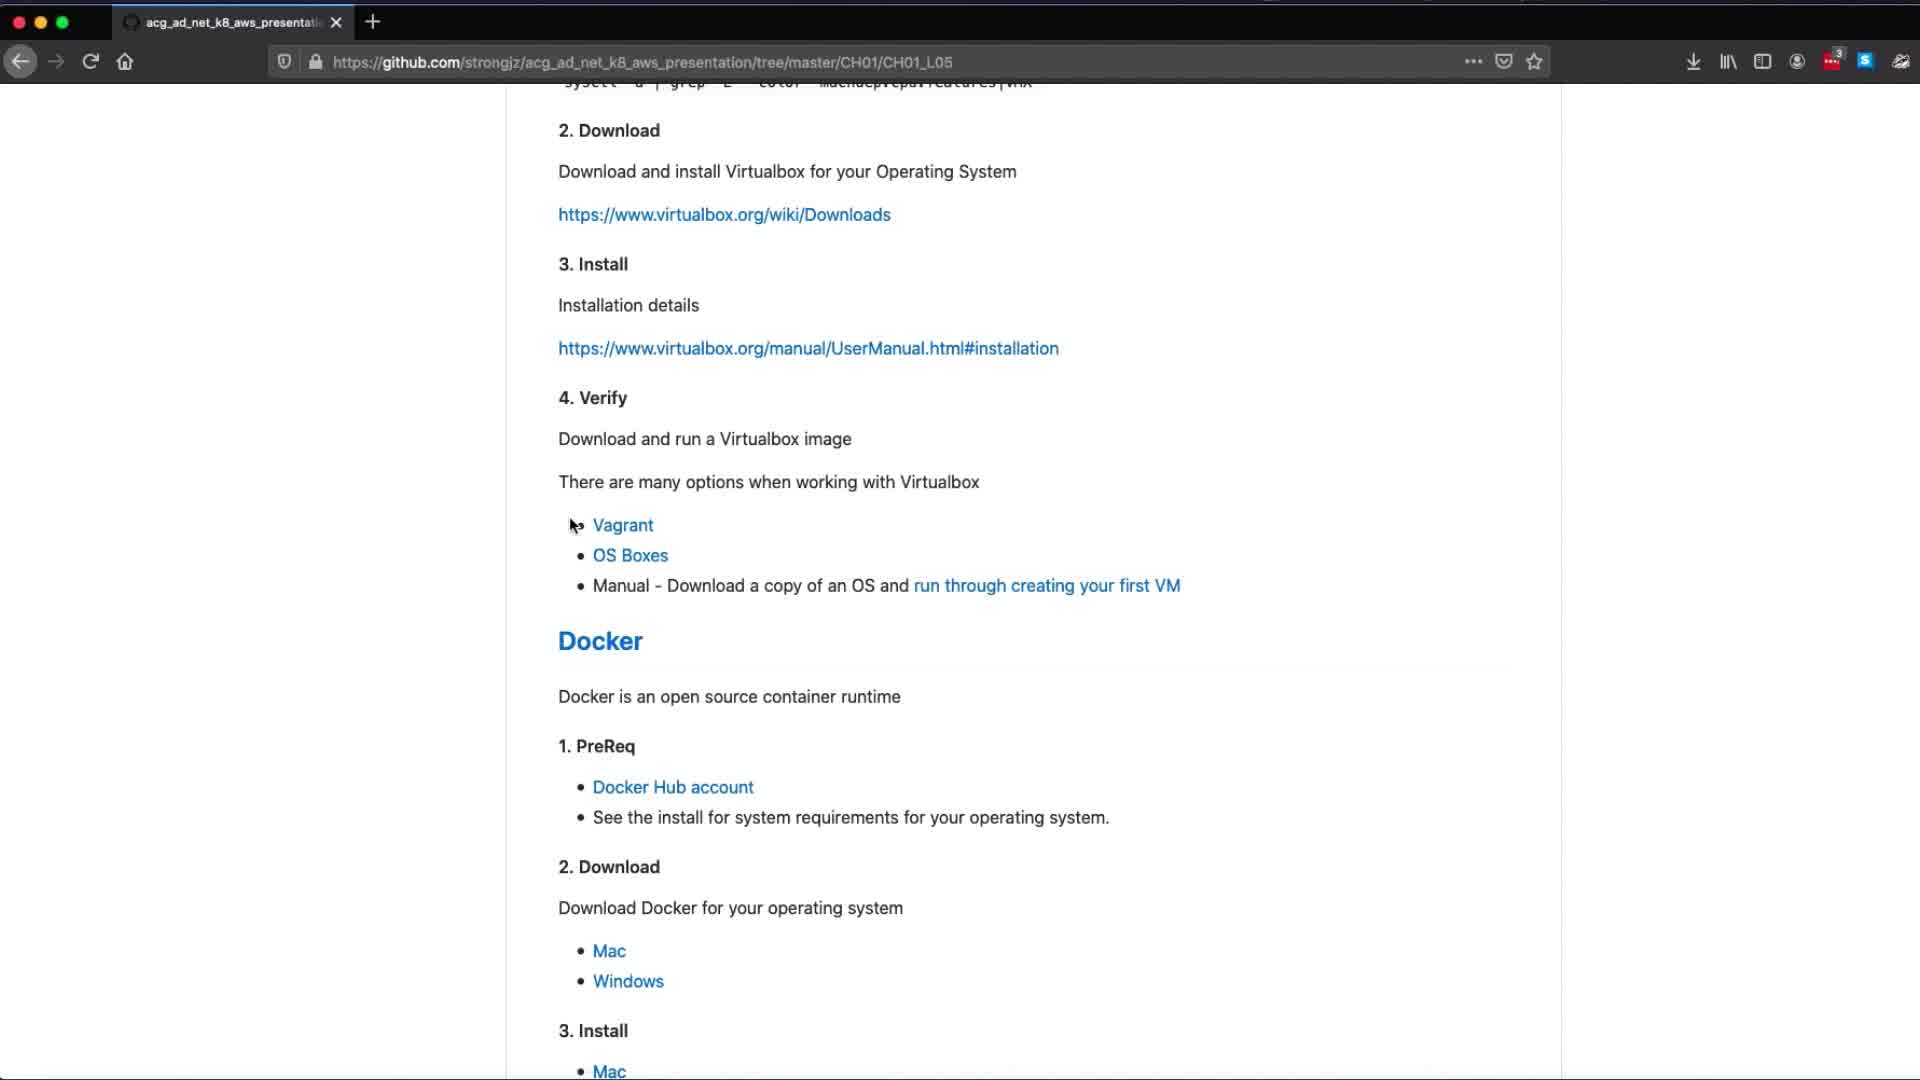 acg_ad_net_k8_aws_presentati
https://github.com/strongjz/acg_ad_net_k8_aws_presentation/tree/master/CH01/CH01_L05
3
S
2. Download
Download and install Virtualbox for your Operating System
https://www.virtualbox.org/wiki/Downloads
3. Install
Installation details
https://www.virtualbox.org/manual/UserManual.html#installation
4. Verify
Download and run a Virtualbox image
There are many options when working with Virtualbox
Vagrant
• OS Boxes
• Manual - Download a copy of an OS and run through creating your first VM
Docker
Docker is an open source container runtime
1. PreReq
• Docker Hub account
• See the install for system requirements for your operating system.
2. Download
Download Docker for your operating system
• Mac
• Windows
3. Install
• Mac